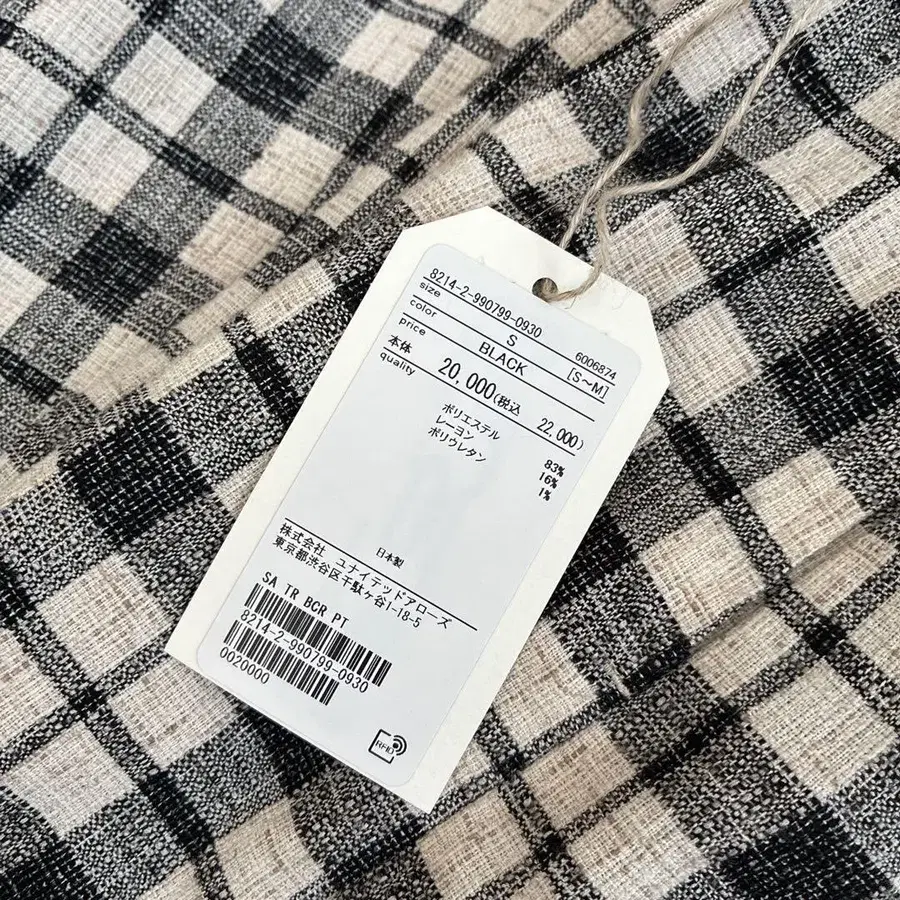 8214-2-990799-0930 6006874
size S [S~M]
color BLACK
price
本体 20,000(税込 22,000)
quality
ポリエステル 83%
レーヨン 16%
ポリウレタン 1%
日本製
株式会社 ユナイテッドアローズ
東京都渋谷区千駄ヶ谷1-18-5
SA TR BCR PT
8214-2-990799-0930
0020000
RFID